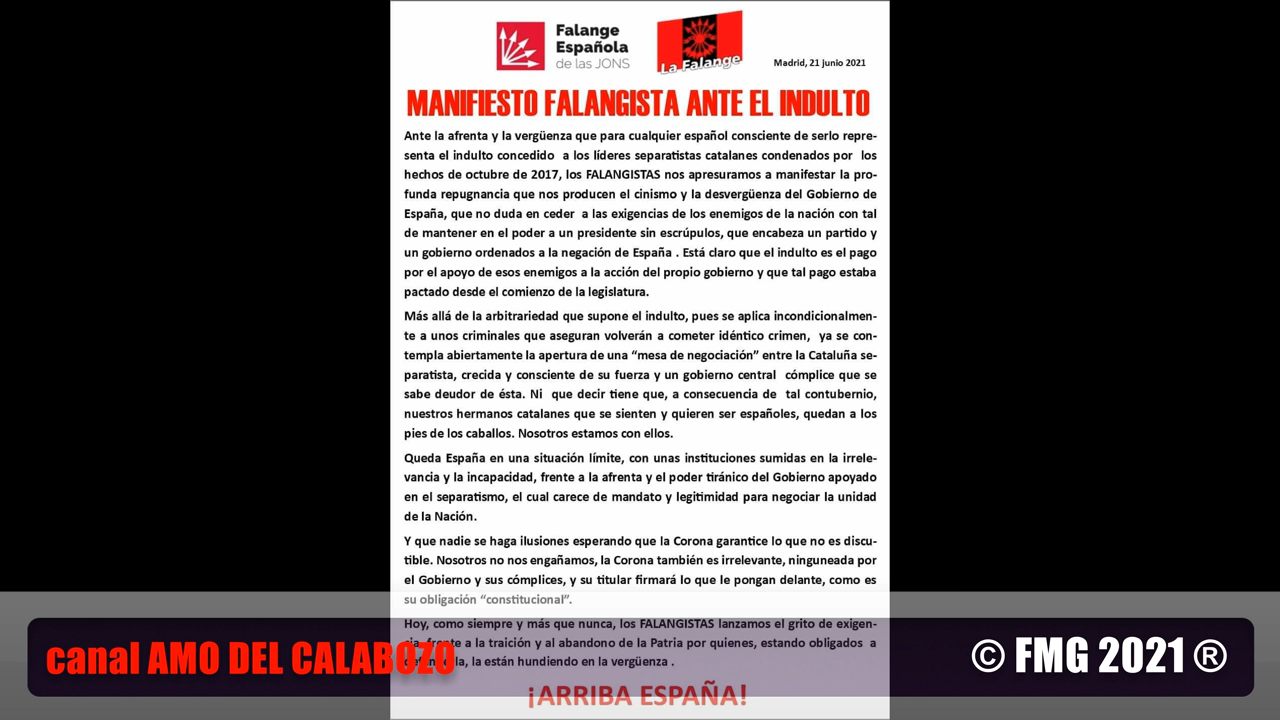 Falange
Española
de las JONS
La Falange
Madrid, 21 junio 2021
MANIFIESTO FALANGISTA ANTE EL INDULTO
Ante la afrenta y la vergüenza que para cualquier español consciente de serlo repre-
senta el indulto concedido a los líderes separatistas catalanes condenados por los
hechos de octubre de 2017, los FALANGISTAS nos apresuramos a manifestar la pro-
funda repugnancia que nos producen el cinismo y la desvergüenza del Gobierno de
España, que no duda en ceder a las exigencias de los enemigos de la nación con tal
de mantener en el poder a un presidente sin escrúpulos, que encabeza un partido y
un gobierno ordenados a la negación de España . Está claro que el indulto es el pago
por el apoyo de esos enemigos a la acción del propio gobierno y que tal pago estaba
pactado desde el comienzo de la legislatura.
Más allá de la arbitrariedad que supone el indulto, pues se aplica incondicionalmen-
te a unos criminales que aseguran volverán a cometer idéntico crimen, ya se con-
templa abiertamente la apertura de una “mesa de negociación” entre la Cataluña se-
paratista, crecida y consciente de su fuerza y un gobierno central cómplice que se
sabe deudor de ésta. Ni que decir tiene que, a consecuencia de tal contubernio,
nuestros hermanos catalanes que se sienten y quieren ser españoles, quedan a los
pies de los caballos. Nosotros estamos con ellos.
Queda España en una situación límite, con unas instituciones sumidas en la irrele-
vancia y la incapacidad, frente a la afrenta y el poder tiránico del Gobierno apoyado
en el separatismo, el cual carece de mandato y legitimidad para negociar la unidad
de la Nación.
Y que nadie se haga ilusiones esperando que la Corona garantice lo que no es discu-
tible. Nosotros no nos engañamos, la Corona también es irrelevante, ninguneada por
el Gobierno y sus cómplices, y su titular firmará lo que le pongan delante, como es
su obligación “constitucional”.
Hoy, como siempre y más que nunca, los FALANGISTAS lanzamos el grito de exigen-
cia, frente a la traición y al abandono de la Patria por quienes, estando obligados a
la están hundiendo en la vergüenza .
¡ARRIBA ESPAÑA!
canal AMO DEL CALABOZO
© FMG 2021 ®